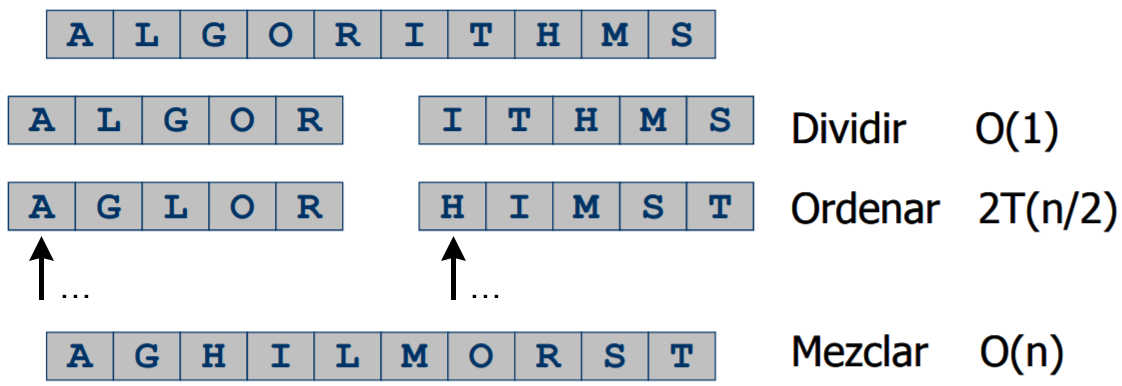 A L G O R I T H M S
A L G O R I T H M S Dividir O(1)
A G L O R H I M S T Ordenar 2T(n/2)
... ...
A G H I L M O R S T Mezclar O(n)